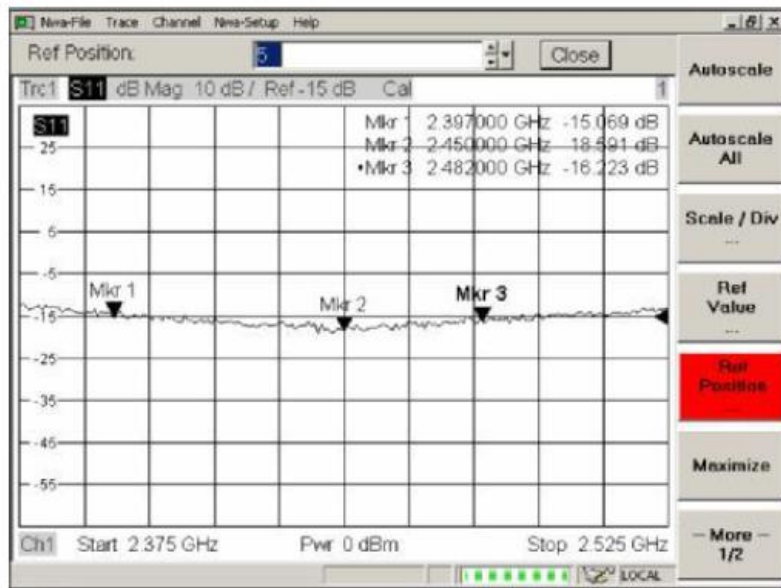 Nwa-File Trace Channel Nwa-Setup Help
Ref Position:
5
Close
Trc1 S11 dB Mag 10 dB / Ref -15 dB Cal
1
S11
Mkr 1 2.397000 GHz -15.069 dB
Mkr 2 2.450000 GHz 18.591 dB
•Mkr 3 2.482000 GHz -16.223 dB
25
15
5
-5
Mkr 1
Mkr 2
Mkr 3
-15
-25
-35
-45
-55
Ch1 Start 2.375 GHz Pwr 0 dBm Stop 2.525 GHz
LOCAL
Autoscale
Autoscale
All
Scale / Div
...
Ref
Value
...
Ref
Position
...
Maximize
— More —
1/2